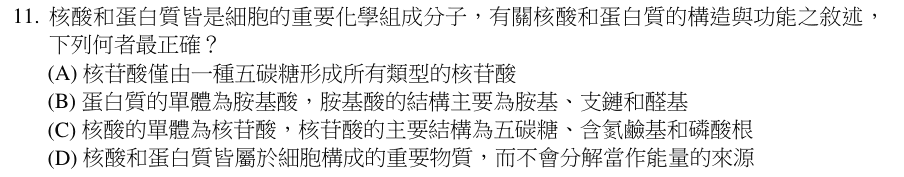 11. 核酸和蛋白質皆是細胞的重要化學組成分子，有關核酸和蛋白質的構造與功能之敘述，
下列何者最正確？
(A) 核苷酸僅由一種五碳糖形成所有類型的核苷酸
(B) 蛋白質的單體為胺基酸，胺基酸的結構主要為胺基、支鏈和醛基
(C) 核酸的單體為核苷酸，核苷酸的主要結構為五碳糖、含氮鹼基和磷酸根
(D) 核酸和蛋白質皆屬於細胞構成的重要物質，而不會分解當作能量的來源